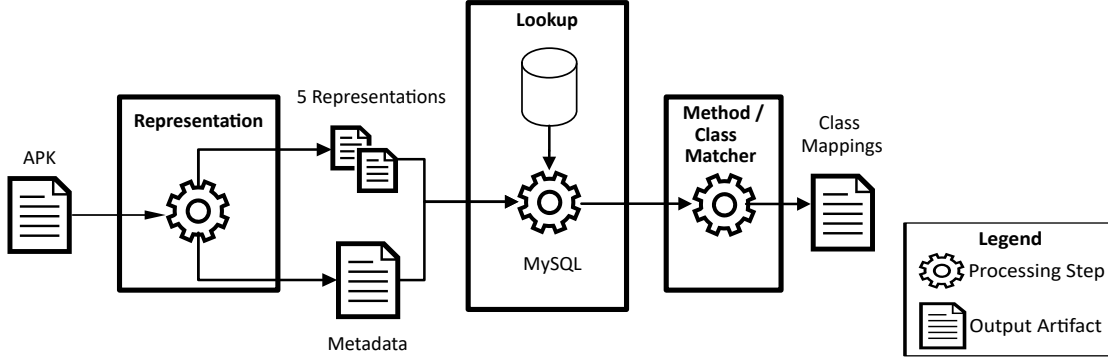 APK
Representation
5 Representations
Metadata
Lookup
MySQL
Method /
Class
Matcher
Class
Mappings
Legend
Processing Step
Output Artifact